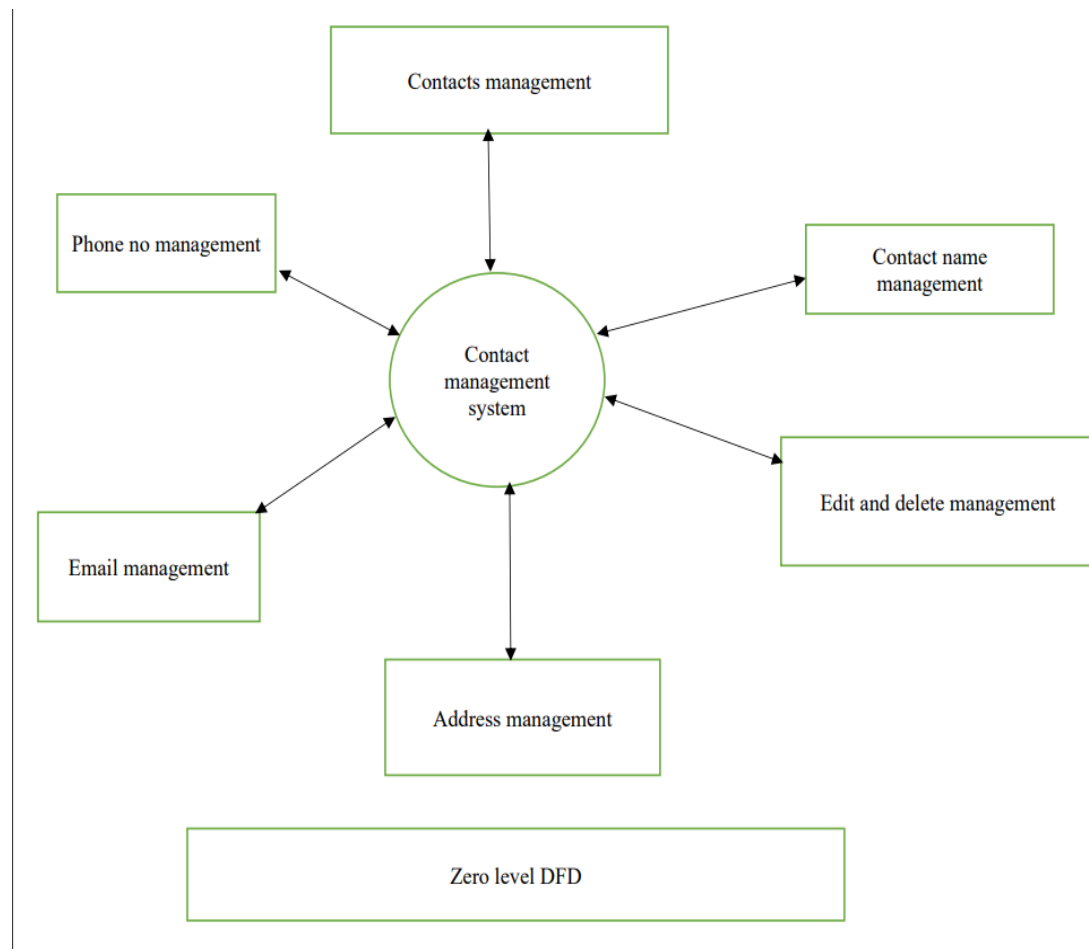 Contacts management
Phone no management
Contact name
management
Contact
management
system
Edit and delete management
Email management
Address management
Zero level DFD